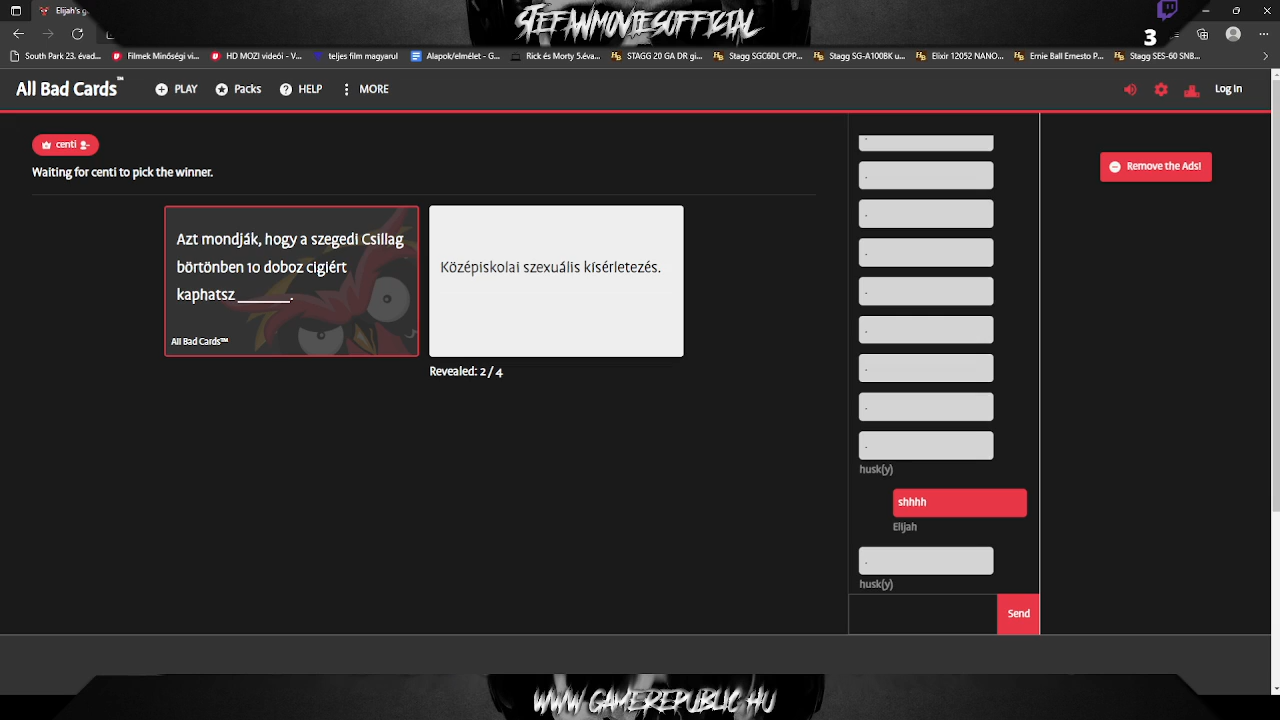 STEFANMOVIESOFFICIAL
3
Elijah's g
South Park 23. évad...
Filmek Minőségi vi...
HD MOZI videói - V...
teljes film magyarul
Alapok/elmélet - G...
Rick és Morty 5.éva...
STAGG 20 GA DR gi...
Stagg SGC6DL CPP...
Stagg SG-A100BK u...
Elixir 12052 NANO...
Ernie Ball Ernesto P...
Stagg SES-60 SNB...
All Bad Cards™
PLAY
Packs
HELP
MORE
Log In
centi
Waiting for centi to pick the winner.
Azt mondják, hogy a szegedi Csillag
börtönben 10 doboz cigiért
kaphatsz ______.
All Bad Cards™
Középiskolai szexuális kísérletezés.
Revealed: 2 / 4
.
.
.
.
.
.
.
.
.
husk(y)
shhhh
Elijah
.
husk(y)
Send
Remove the Ads!
WWW.GAMEREPUBLIC.HU